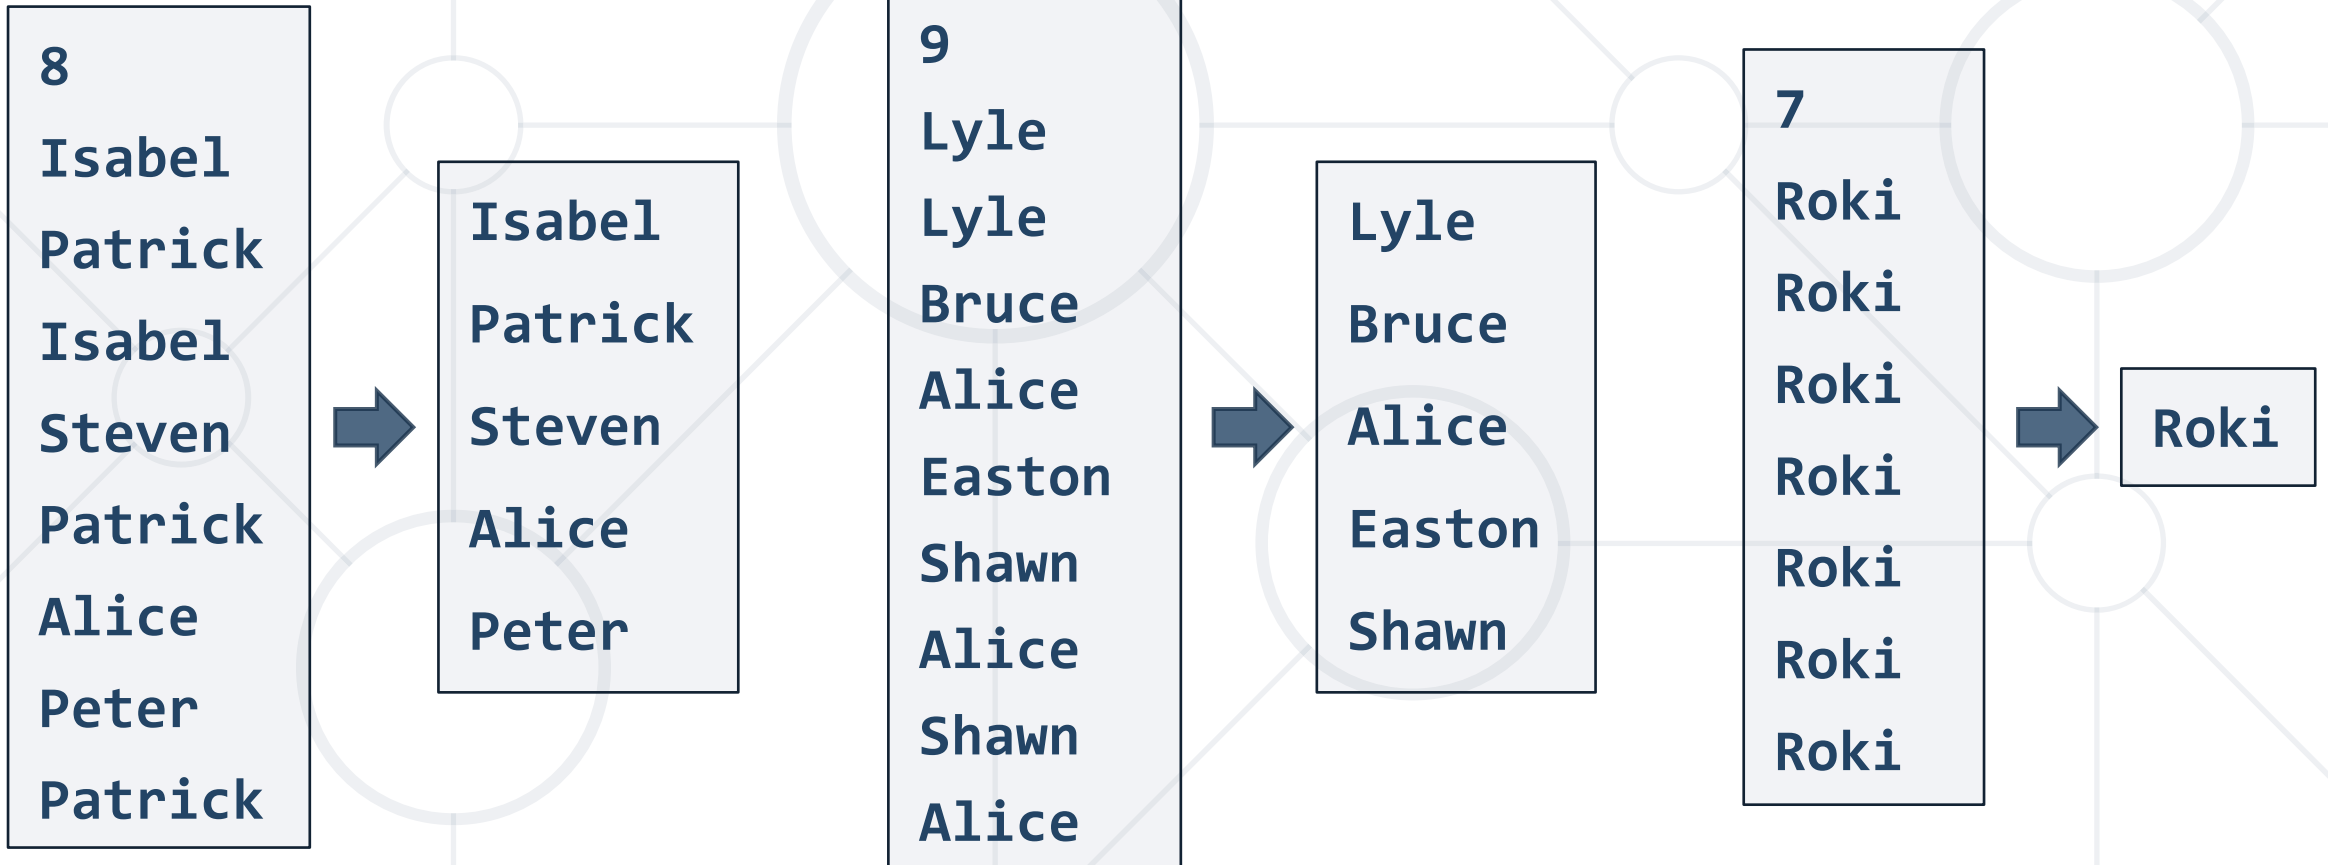 8
Isabel
Patrick
Isabel
Steven
Patrick
Alice
Peter
Patrick
Isabel
Patrick
Steven
Alice
Peter
9
Lyle
Lyle
Bruce
Alice
Easton
Shawn
Alice
Shawn
Alice
Lyle
Bruce
Alice
Easton
Shawn
7
Roki
Roki
Roki
Roki
Roki
Roki
Roki
Roki